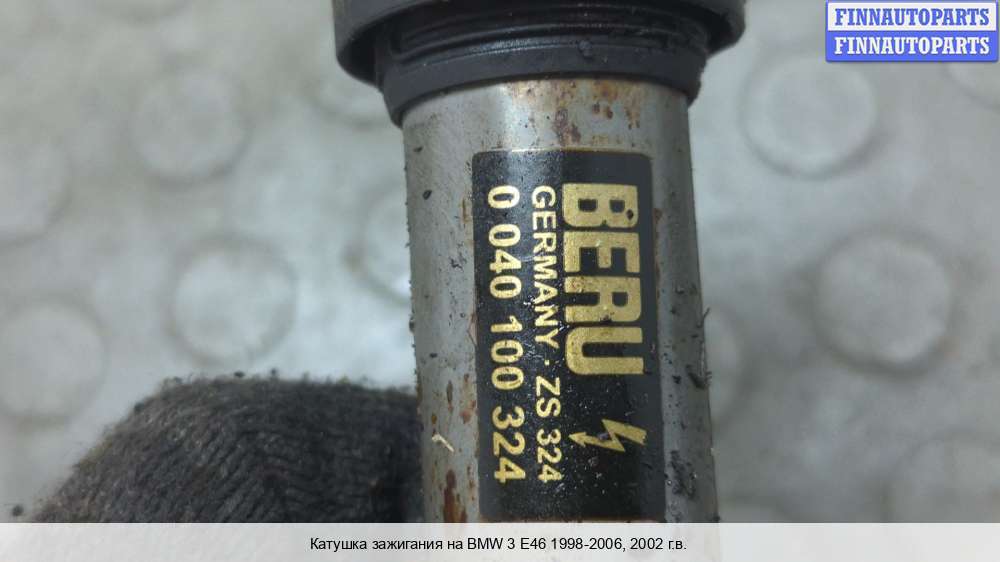 FINNAUTOPARTS
FINNAUTOPARTS
BERU
GERMANY · ZS 324
0 040 100 324
Катушка зажигания на BMW 3 E46 1998-2006, 2002 г.в.